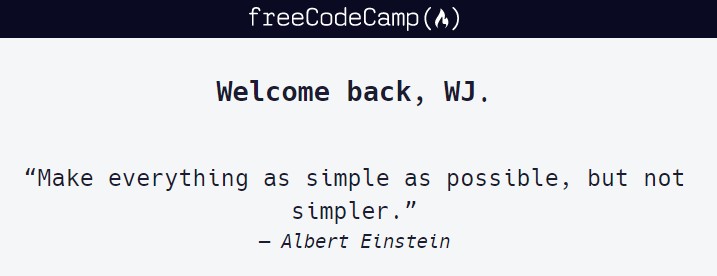 freeCodeCamp(🔥)
Welcome back, WJ.
“Make everything as simple as possible, but not
simpler.”
— Albert Einstein